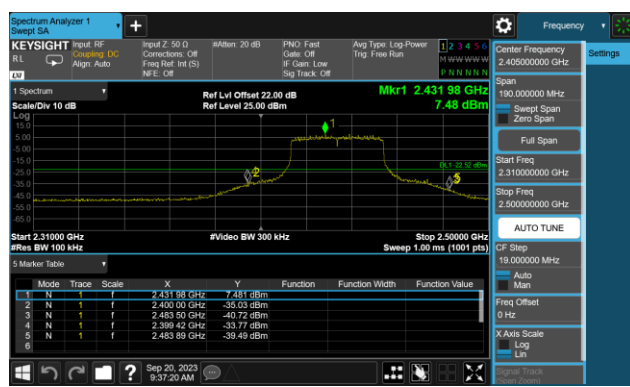 Spectrum Analyzer 1
Swept SA
Frequency
KEYSIGHT
Input: RF
Coupling: DC
Align: Auto
Input Z: 50 Ω
Corrections: Off
Freq Ref: Int (S)
NFE: Off
#Atten: 20 dB
PNO: Fast
Gate: Off
IF Gain: Low
Sig Track: Off
Avg Type: Log-Power
Trig: Free Run
1 2 3 4 5 6
M W W W W W
P N N N N N
R L
LXI
1 Spectrum
Scale/Div 10 dB
Log
Ref Lvl Offset 22.00 dB
Ref Level 25.00 dBm
Mkr1 2.431 98 GHz
7.48 dBm
15.0
5.00
-5.00
-15.0
-25.0
-35.0
-45.0
-55.0
-65.0
1
2
5
DL1 -22.52 dBm
Start 2.31000 GHz
#Res BW 100 kHz
#Video BW 300 kHz
Stop 2.50000 GHz
Sweep 1.00 ms (1001 pts)
5 Marker Table
Mode Trace Scale X Y Function Function Width Function Value
1 N 1 f 2.431 98 GHz 7.481 dBm
2 N 1 f 2.400 00 GHz -35.03 dBm
3 N 1 f 2.483 50 GHz -40.72 dBm
4 N 1 f 2.399 42 GHz -33.77 dBm
5 N 1 f 2.483 89 GHz -39.49 dBm
6
?
Sep 20, 2023
9:37:20 AM
Settings
Center Frequency
2.405000000 GHz
Span
190.000000 MHz
Swept Span
Zero Span
Full Span
Start Freq
2.310000000 GHz
Stop Freq
2.500000000 GHz
AUTO TUNE
CF Step
19.000000 MHz
Auto
Man
Freq Offset
0 Hz
X Axis Scale
Log
Lin
Signal Track
(Span Zoom)